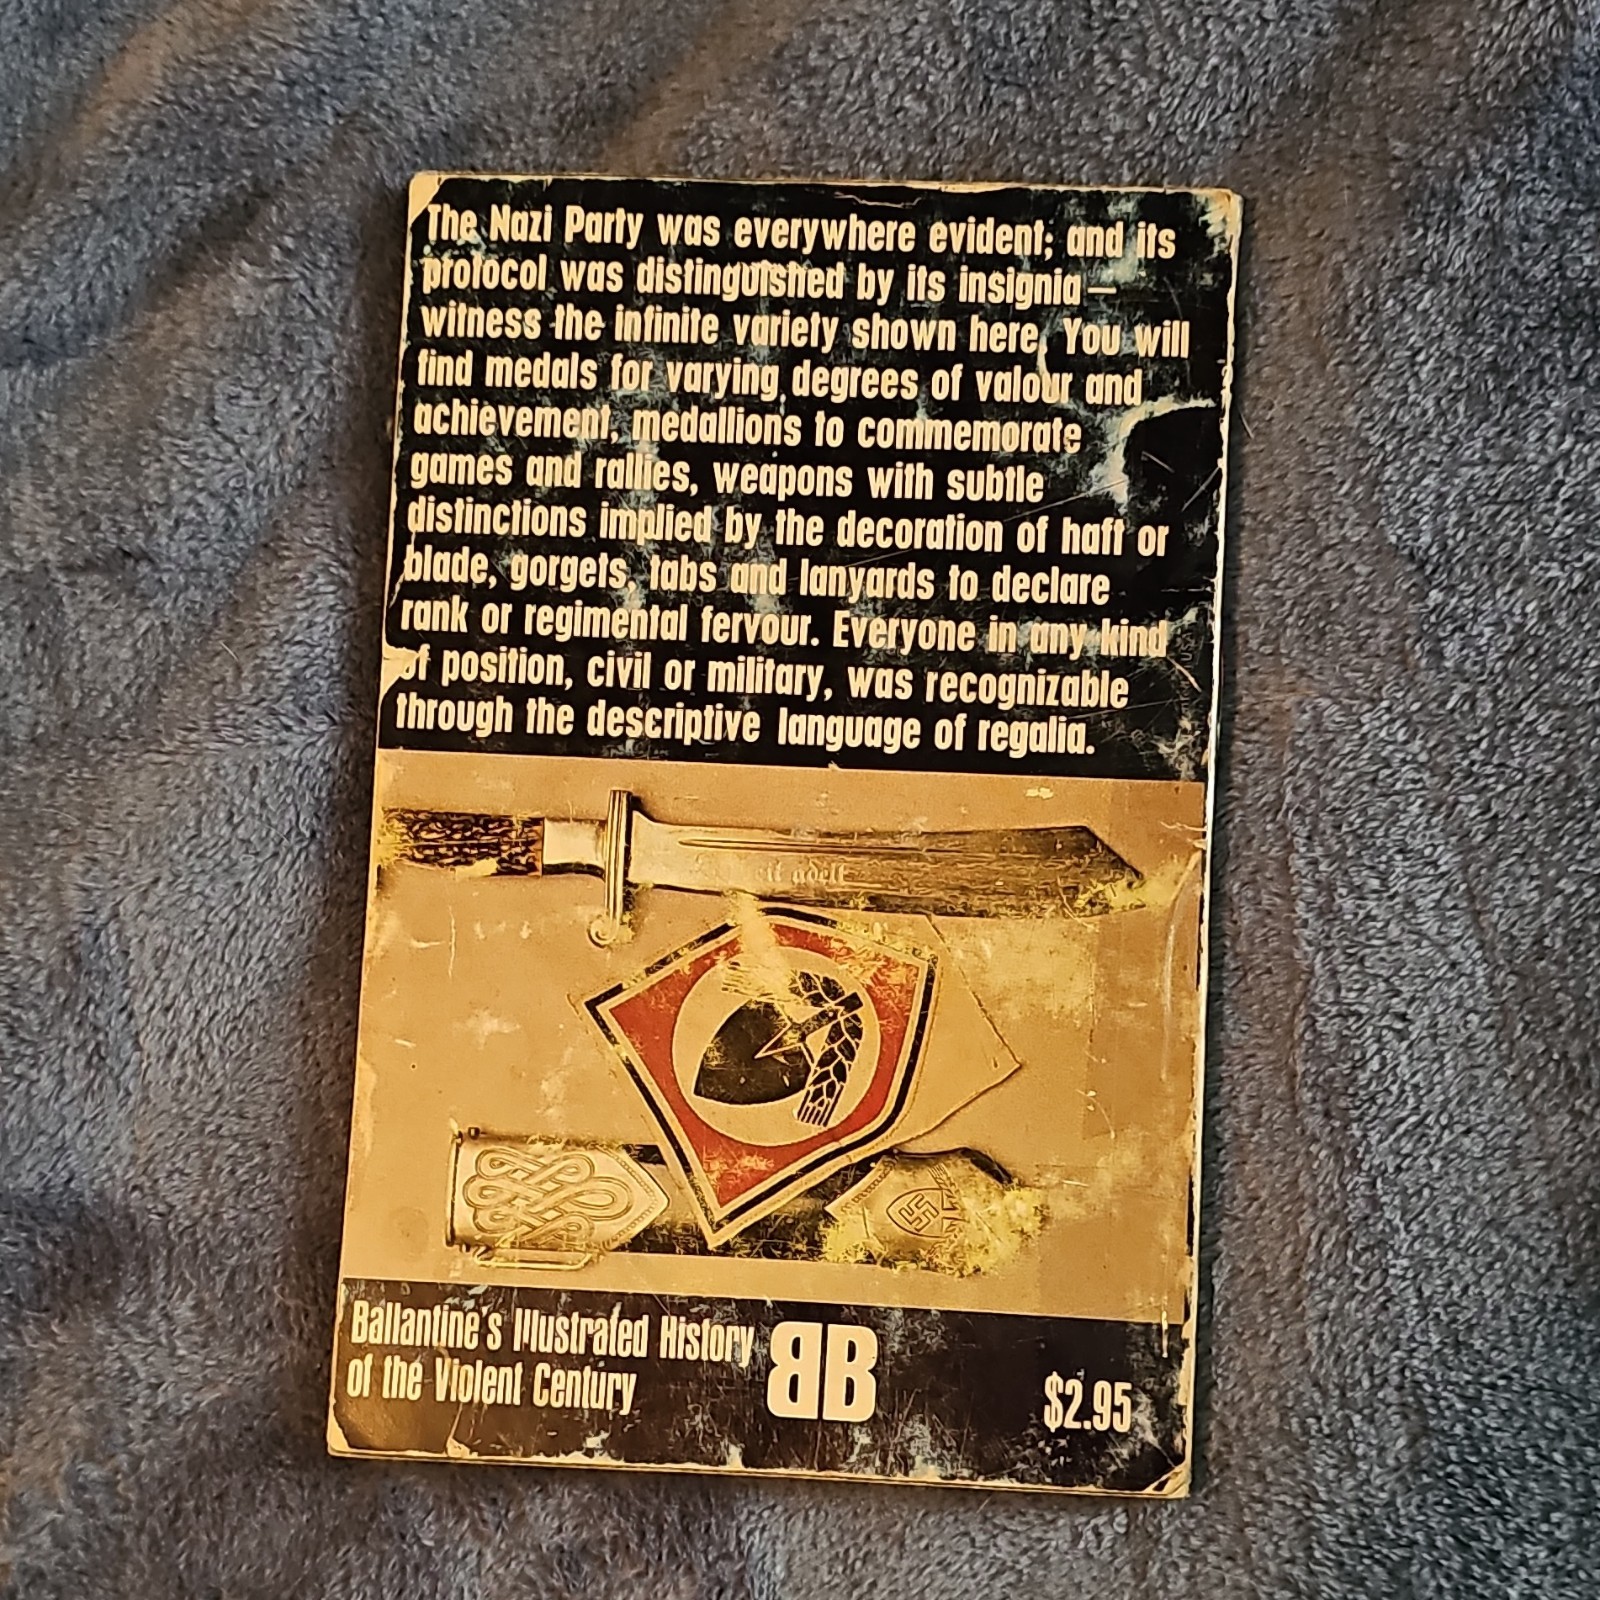 The Nazi Party was everywhere evident; and its
protocol was distinguished by its insignia—
witness the infinite variety shown here. You will
find medals for varying degrees of valour and
achievement, medallions to commemorate
games and rallies, weapons with subtle
distinctions implied by the decoration of haft or
blade, gorgets, tabs and lanyards to declare
rank or regimental fervour. Everyone in any kind
of position, civil or military, was recognizable
through the descriptive language of regalia.
adelt
Ballantine's Illustrated History
of the Violent Century
BB
$2.95